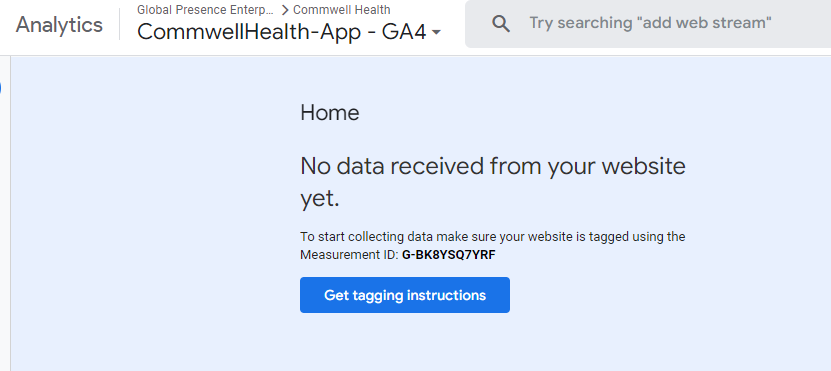 Analytics
Global Presence Enterp... > Commwell Health
CommwellHealth-App - GA4
Try searching "add web stream"
Home
No data received from your website
yet.
To start collecting data make sure your website is tagged using the
Measurement ID: G-BK8YSQ7YRF
Get tagging instructions